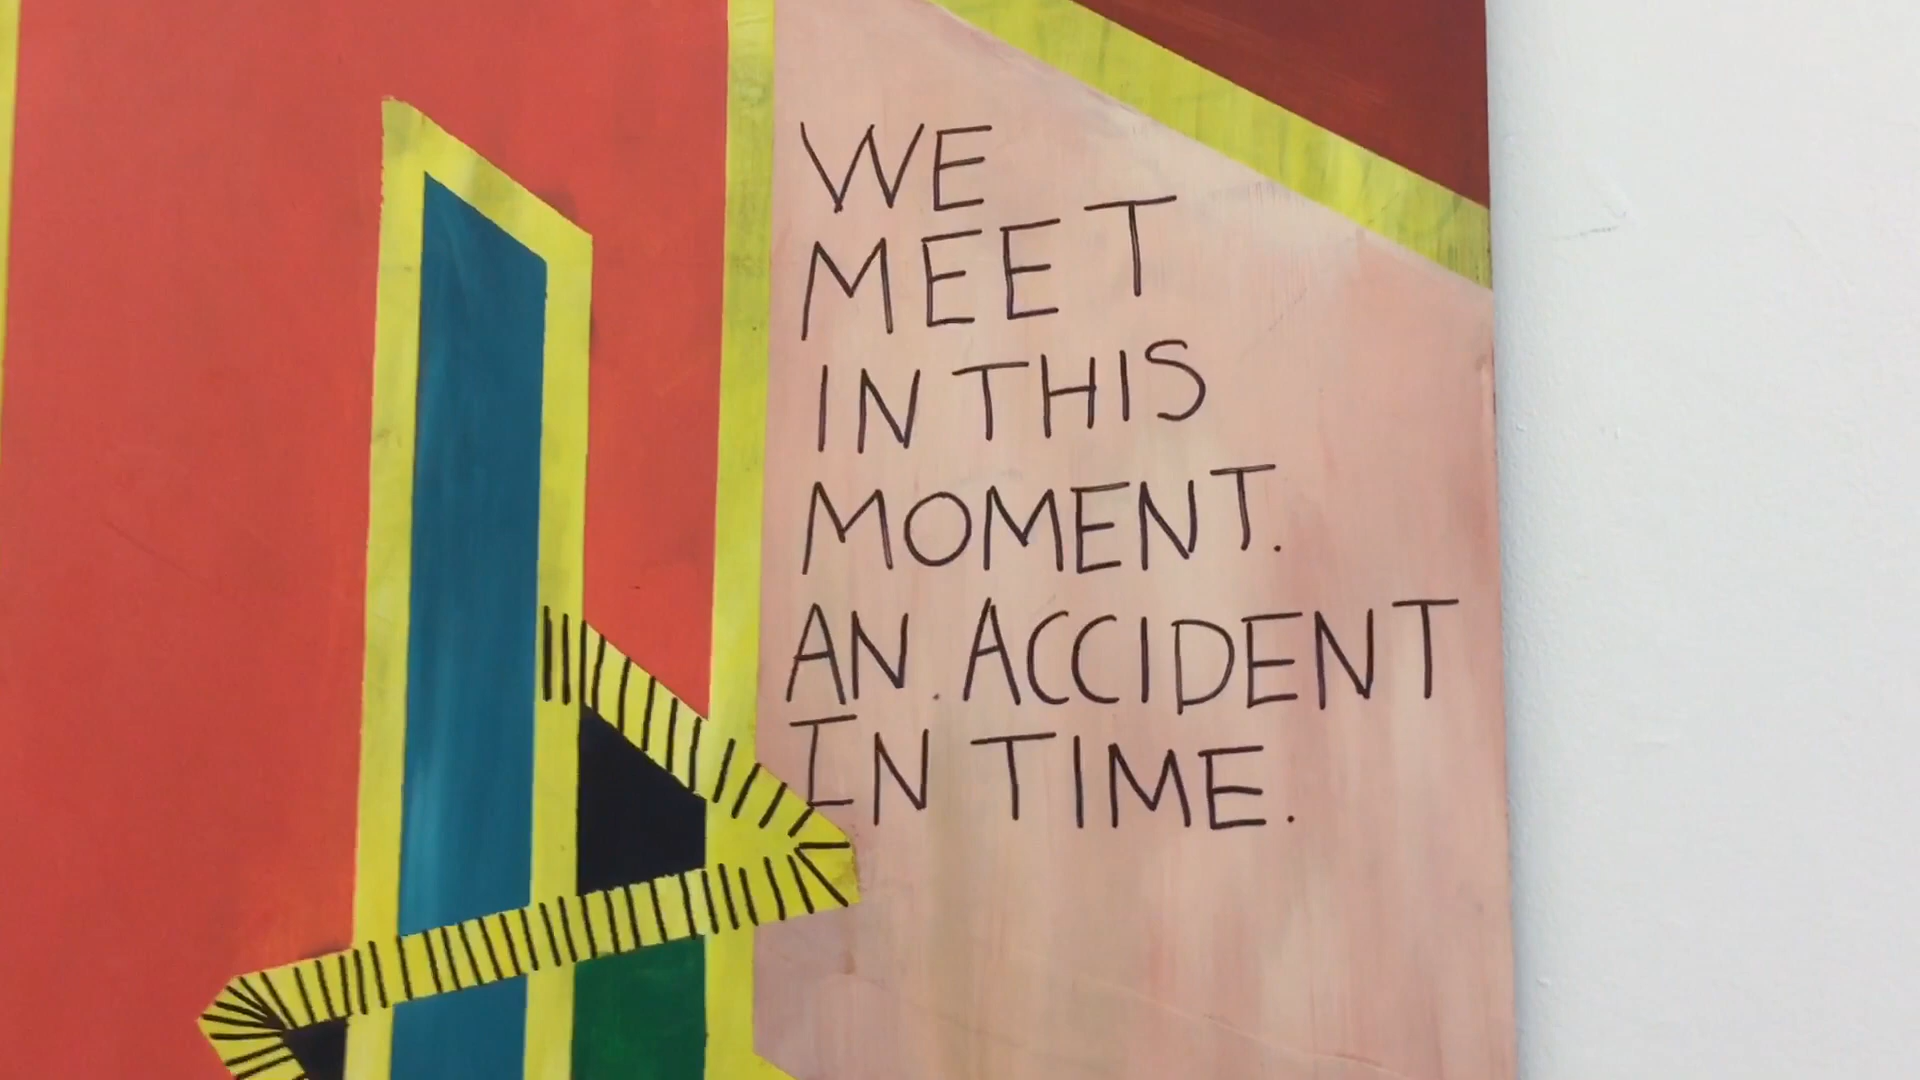 WE
MEET
IN THIS
MOMENT.
AN. ACCIDENT
IN TIME.